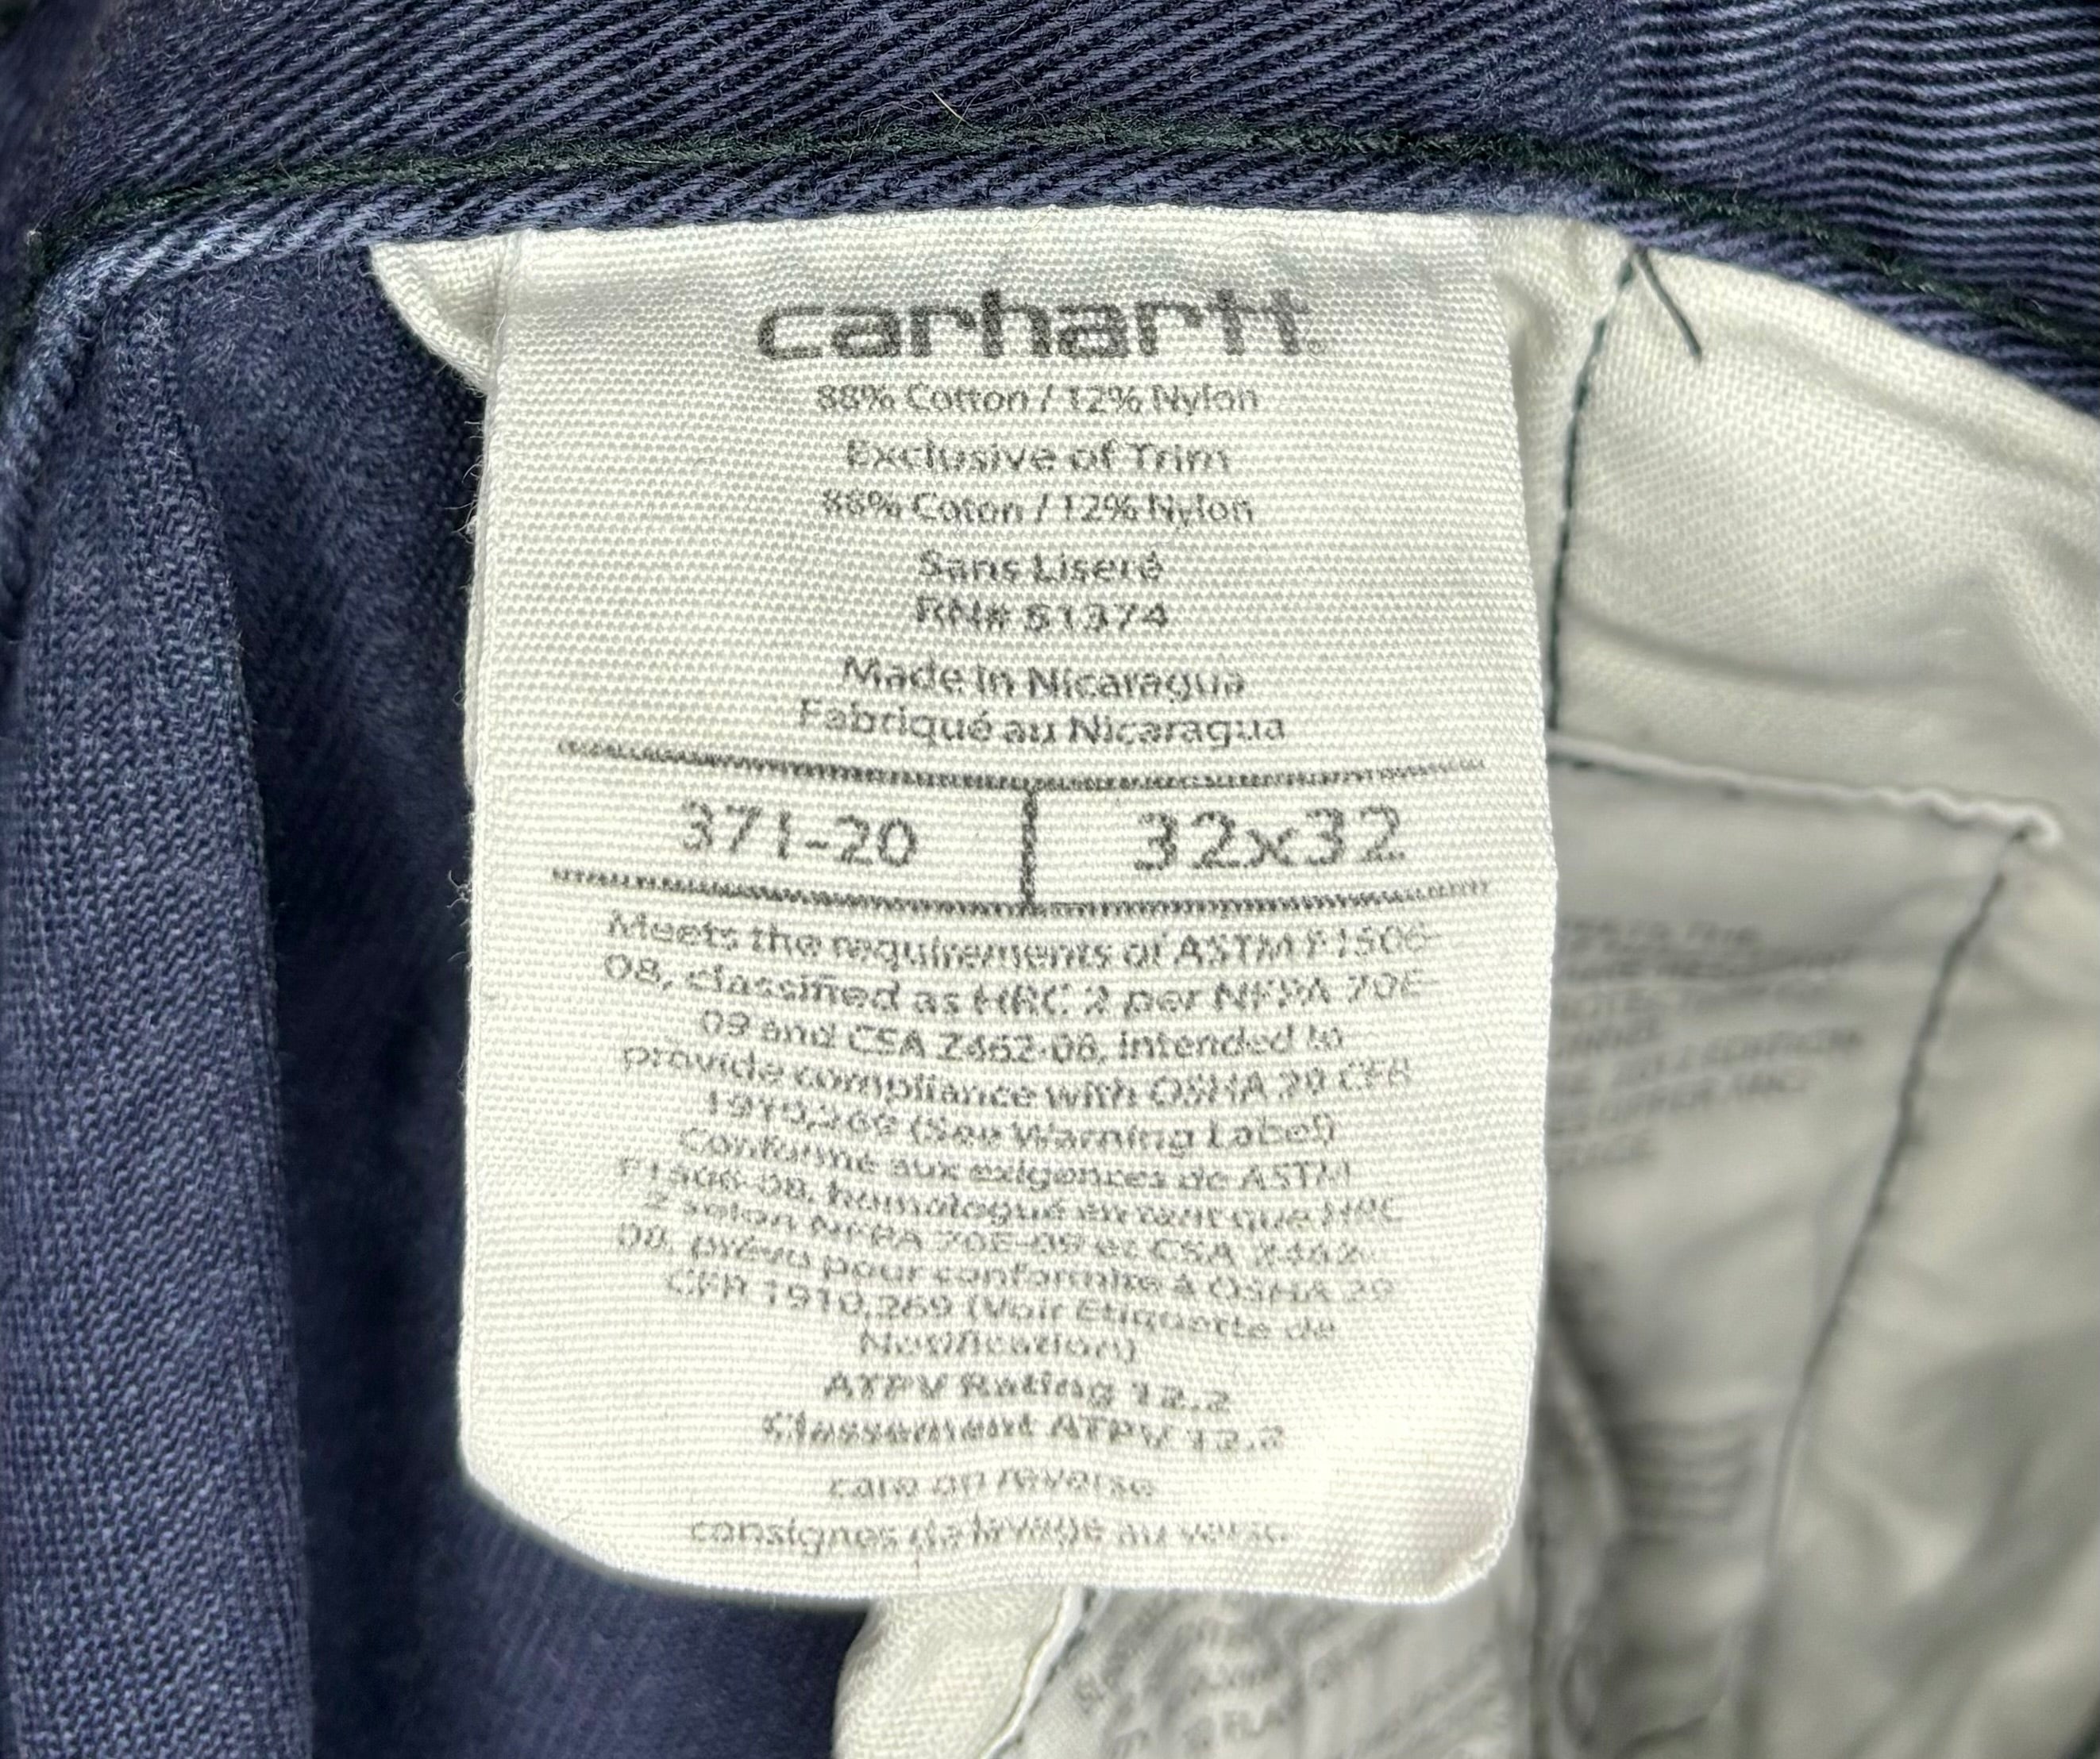 carhartt
88% Cotton / 12% Nylon
Exclusive of Trim
88% Coton / 12% Nylon
Sans Liseré
RN# 51374
Made in Nicaragua
Fabriqué au Nicaragua
371-20
32x32
Meets the requirements of ASTM F1506-
08, classified as HRC 2 per NFPA 70E-
09 and CSA Z462-08, intended to
provide compliance with OSHA 29 CFR
1910,269 (See Warning Label)
Conforme aux exigences de ASTM
F1506-08, homologué en tant que HRC
2 selon NFPA 70E-09 et CSA Z462-
08, prévu pour conformité à OSHA 29
CFR 1910,269 (Voir Étiquette de
Notification)
ATPV Rating 12.2
Classement ATPV 12.2
care on reverse
consignes de lavage au verso.